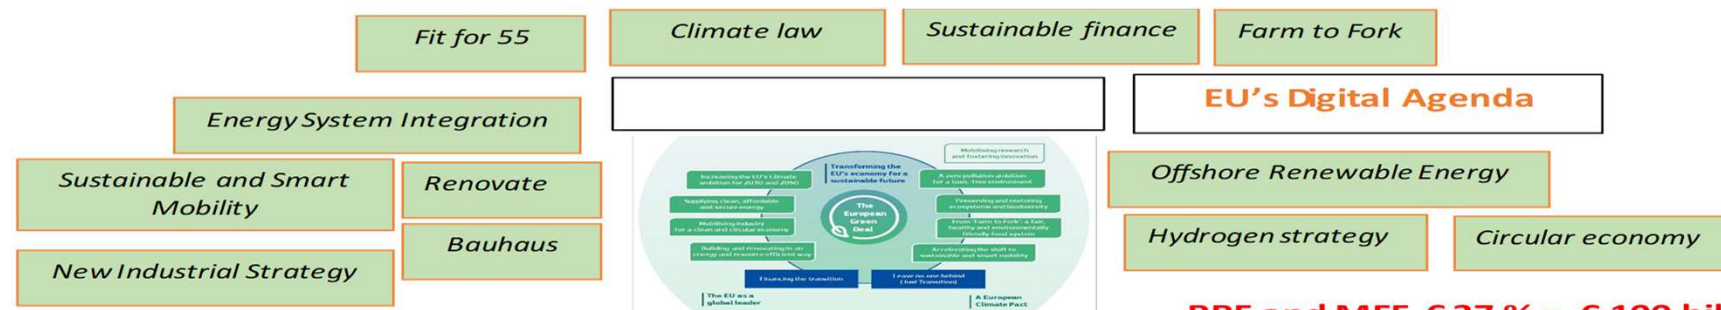 Fit for 55
Climate law
Sustainable finance
Farm to Fork
EU's Digital Agenda
Energy System Integration
Sustainable and Smart
Mobility
Renovate
Bauhaus
New Industrial Strategy
Transforming the
EU's economy for a
sustainable future
Mobilising research
and fostering innovation
Increasing the EU's Climate
ambition for 2030 and 2050
A zero pollution ambition
for a toxic-free environment
Supplying clean, affordable
and secure energy
Preserving and restoring
ecosystems and biodiversity
The
European
Green
Deal
Mobilising industry
for a clean and circular economy
From 'Farm to Fork': a fair,
healthy and environmentally
friendly food system
Building and renovating in an
energy and resource efficient way
Accelerating the shift to
sustainable and smart mobility
Financing the transition
Leave no one behind
(Just Transition)
The EU as a
global leader
A European
Climate Pact
Offshore Renewable Energy
Hydrogen strategy
Circular economy